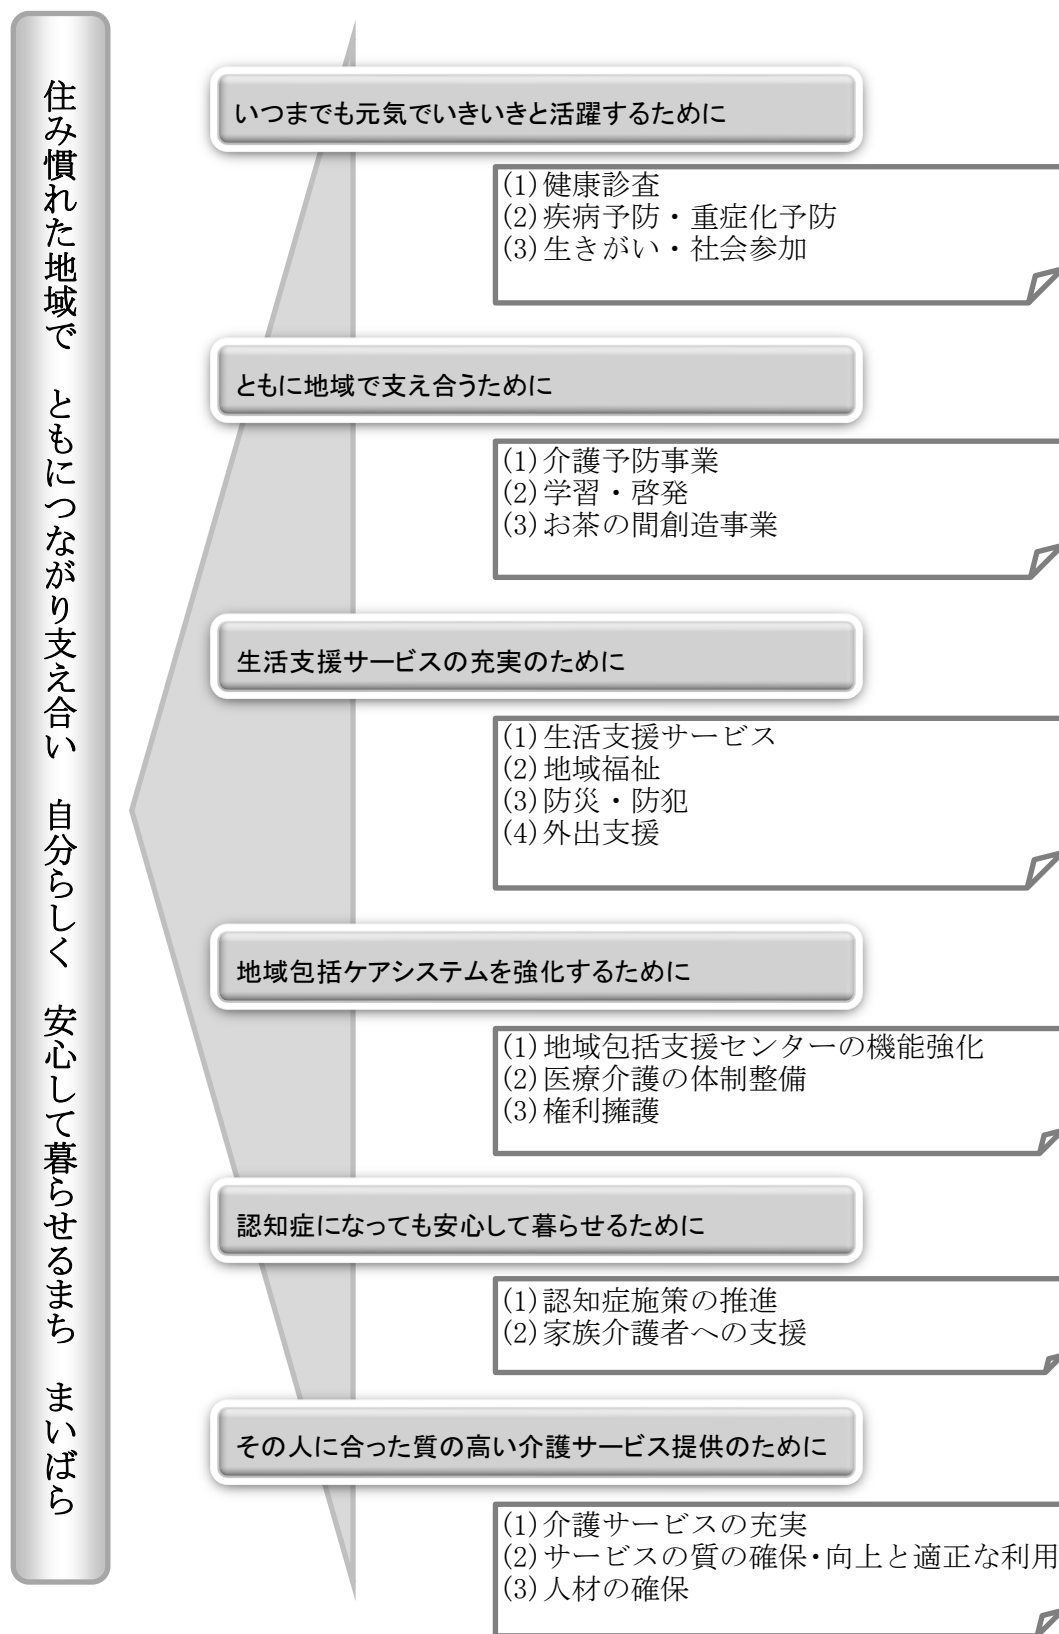 住み慣れた地域で　ともにつながり支え合い　自分らしく　安心して暮らせるまち　まいばら
いつまでも元気でいきいきと活躍するために
(1)健康診査
(2)疾病予防・重症化予防
(3)生きがい・社会参加
ともに地域で支え合うために
(1)介護予防事業
(2)学習・啓発
(3)お茶の間創造事業
生活支援サービスの充実のために
(1)生活支援サービス
(2)地域福祉
(3)防災・防犯
(4)外出支援
地域包括ケアシステムを強化するために
(1)地域包括支援センターの機能強化
(2)医療介護の体制整備
(3)権利擁護
認知症になっても安心して暮らせるために
(1)認知症施策の推進
(2)家族介護者への支援
その人に合った質の高い介護サービス提供のために
(1)介護サービスの充実
(2)サービスの質の確保・向上と適正な利用
(3)人材の確保